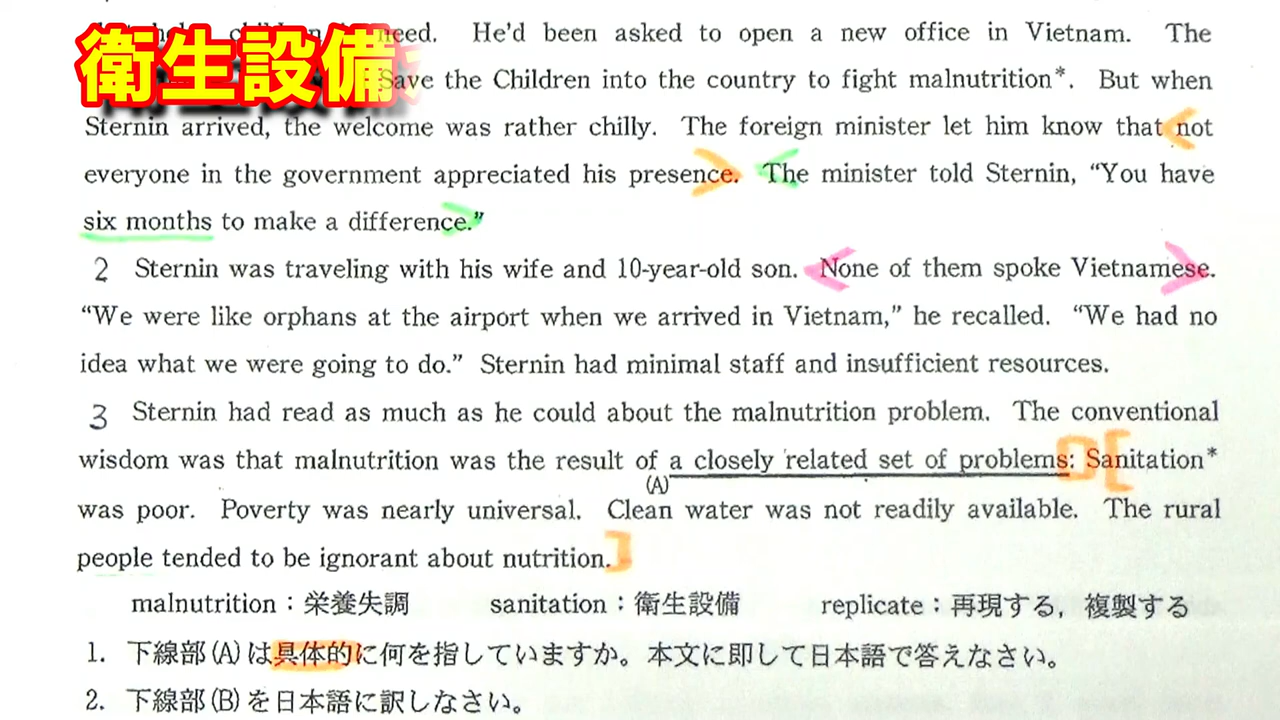 need. He'd been asked to open a new office in Vietnam. The
衛生設備
Save the Children into the country to fight malnutrition*. But when
Sternin arrived, the welcome was rather chilly. The foreign minister let him know that not
everyone in the government appreciated his presence. The minister told Sternin, “You have
six months to make a difference.”
2 Sternin was traveling with his wife and 10-year-old son. None of them spoke Vietnamese.
“We were like orphans at the airport when we arrived in Vietnam,” he recalled. “We had no
idea what we were going to do.” Sternin had minimal staff and insufficient resources.
3 Sternin had read as much as he could about the malnutrition problem. The conventional
wisdom was that malnutrition was the result of a closely related set of problems: Sanitation*
(A)
was poor. Poverty was nearly universal. Clean water was not readily available. The rural
people tended to be ignorant about nutrition.
malnutrition：栄養失調 sanitation：衛生設備 replicate：再現する，複製する
1. 下線部(A)は具体的に何を指していますか。本文に即して日本語で答えなさい。
2. 下線部(B)を日本語に訳しなさい。